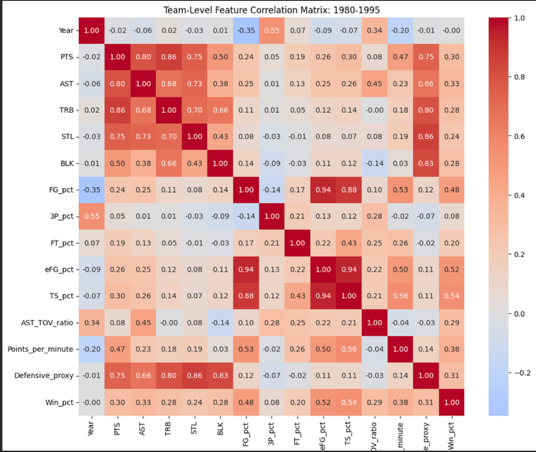 Team-Level Feature Correlation Matrix: 1980-1995
Year 1.00 -0.02 -0.06 0.02 -0.03 0.01 -0.35 0.55 0.07 -0.09 -0.07 0.34 -0.20 -0.01 -0.00
PTS -0.02 1.00 0.80 0.86 0.75 0.50 0.24 0.05 0.19 0.26 0.30 0.08 0.47 0.75 0.30
AST -0.06 0.80 1.00 0.68 0.73 0.38 0.25 0.01 0.13 0.25 0.26 0.45 0.23 0.66 0.33
TRB 0.02 0.86 0.68 1.00 0.70 0.66 0.11 0.01 0.05 0.12 0.14 -0.00 0.18 0.80 0.28
STL -0.03 0.75 0.73 0.70 1.00 0.43 0.08 -0.03 -0.01 0.08 0.07 0.08 0.19 0.86 0.24
BLK 0.01 0.50 0.38 0.66 0.43 1.00 0.14 -0.09 -0.03 0.11 0.12 -0.14 0.03 0.83 0.28
FG_pct -0.35 0.24 0.25 0.11 0.08 0.14 1.00 -0.14 0.17 0.94 0.88 0.10 0.53 0.12 0.48
3P_pct 0.55 0.05 0.01 0.01 -0.03 -0.09 -0.14 1.00 0.21 0.13 0.12 0.28 -0.02 -0.07 0.08
FT_pct 0.07 0.19 0.13 0.05 -0.01 -0.03 0.17 0.21 1.00 0.22 0.43 0.25 0.26 -0.02 0.20
eFG_pct -0.09 0.26 0.25 0.12 0.08 0.11 0.94 0.13 0.22 1.00 0.94 0.22 0.50 0.11 0.52
TS_pct -0.07 0.30 0.26 0.14 0.07 0.12 0.88 0.12 0.43 0.94 1.00 0.21 0.56 0.11 0.54
AST_TOV_ratio 0.34 0.08 0.45 -0.00 0.08 -0.14 0.10 0.28 0.25 0.22 0.21 1.00 -0.04 -0.03 0.29
Points_per_minute -0.20 0.47 0.23 0.18 0.19 0.03 0.53 -0.02 0.26 0.50 0.56 -0.04 1.00 0.14 0.38
Defensive_proxy -0.01 0.75 0.66 0.80 0.86 0.83 0.12 -0.07 -0.02 0.11 0.11 -0.03 0.14 1.00 0.31
Win_pct -0.00 0.30 0.33 0.28 0.24 0.28 0.48 0.08 0.20 0.52 0.54 0.29 0.38 0.31 1.00
Year PTS AST TRB STL BLK FG_pct 3P_pct FT_pct eFG_pct TS_pct OV_ratio _minute e_proxy Win_pct
1.0
0.8
0.6
0.4
0.2
0.0
−0.2